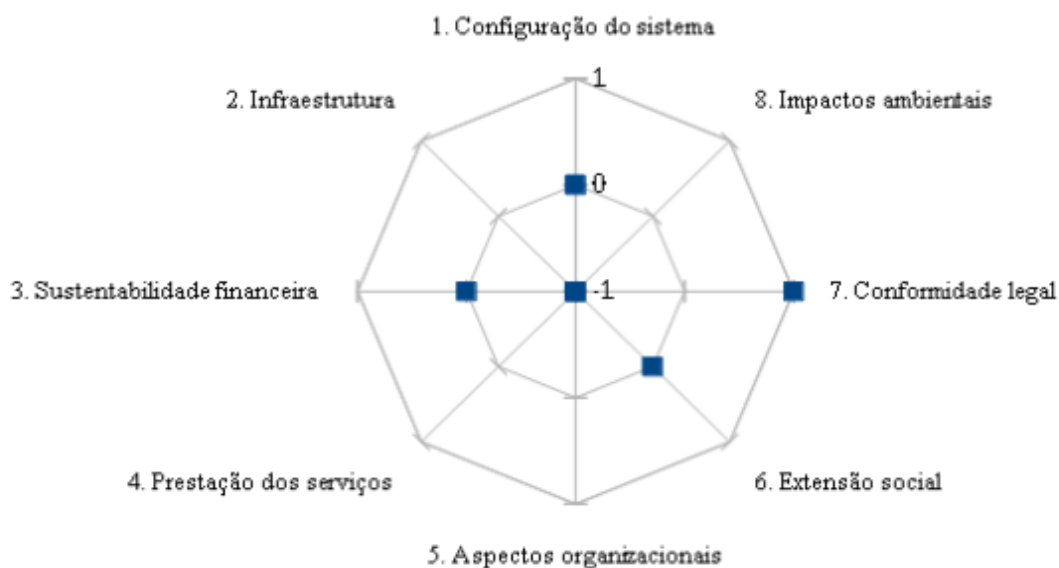 1. Configuração do sistema
1
2. Infraestrutura
8. Impactos ambientais
0
3. Sustentabilidade financeira
-1
7. Conformidade legal
4. Prestação dos serviços
6. Extensão social
5. Aspectos organizacionais